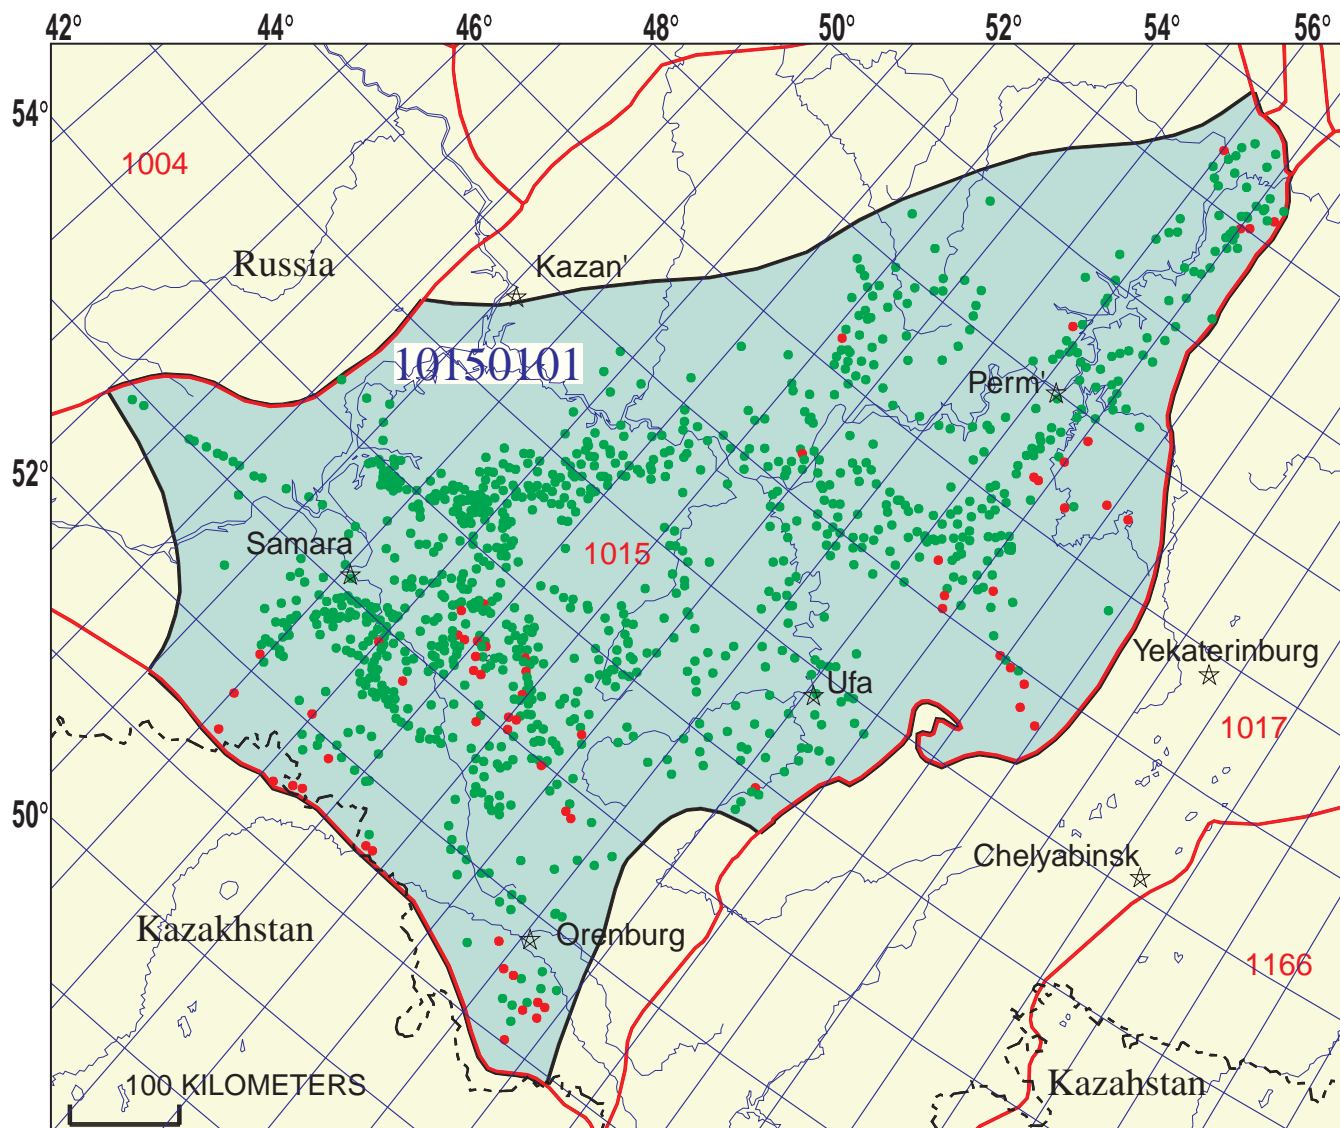 42° 44° 46° 48° 50° 52° 54° 56°
54°
1004
Russia
Kazan'
10150101
Perm'
52°
Samara
1015
Yekaterinburg
Ufa
1017
50°
Chelyabinsk
Kazakhstan
Orenburg
1166
100 KILOMETERS
Kazahstan